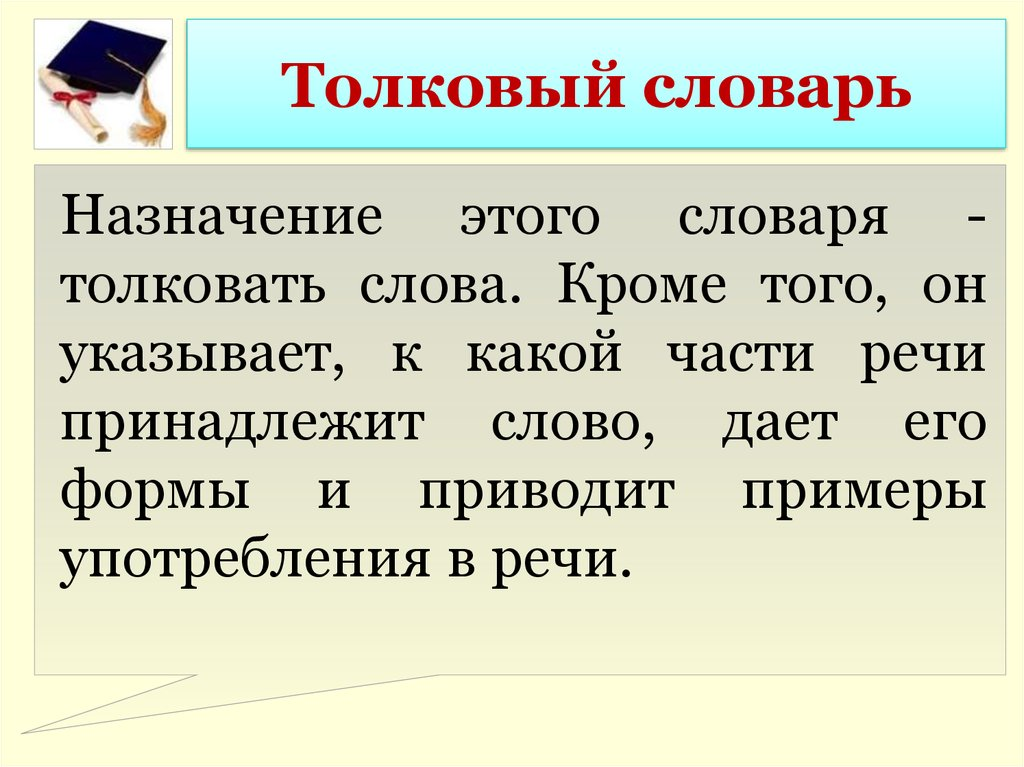 Толковый словарь
Назначение этого словаря -
толковать слова. Кроме того, он
указывает, к какой части речи
принадлежит слово, дает его
формы и приводит примеры
употребления в речи.